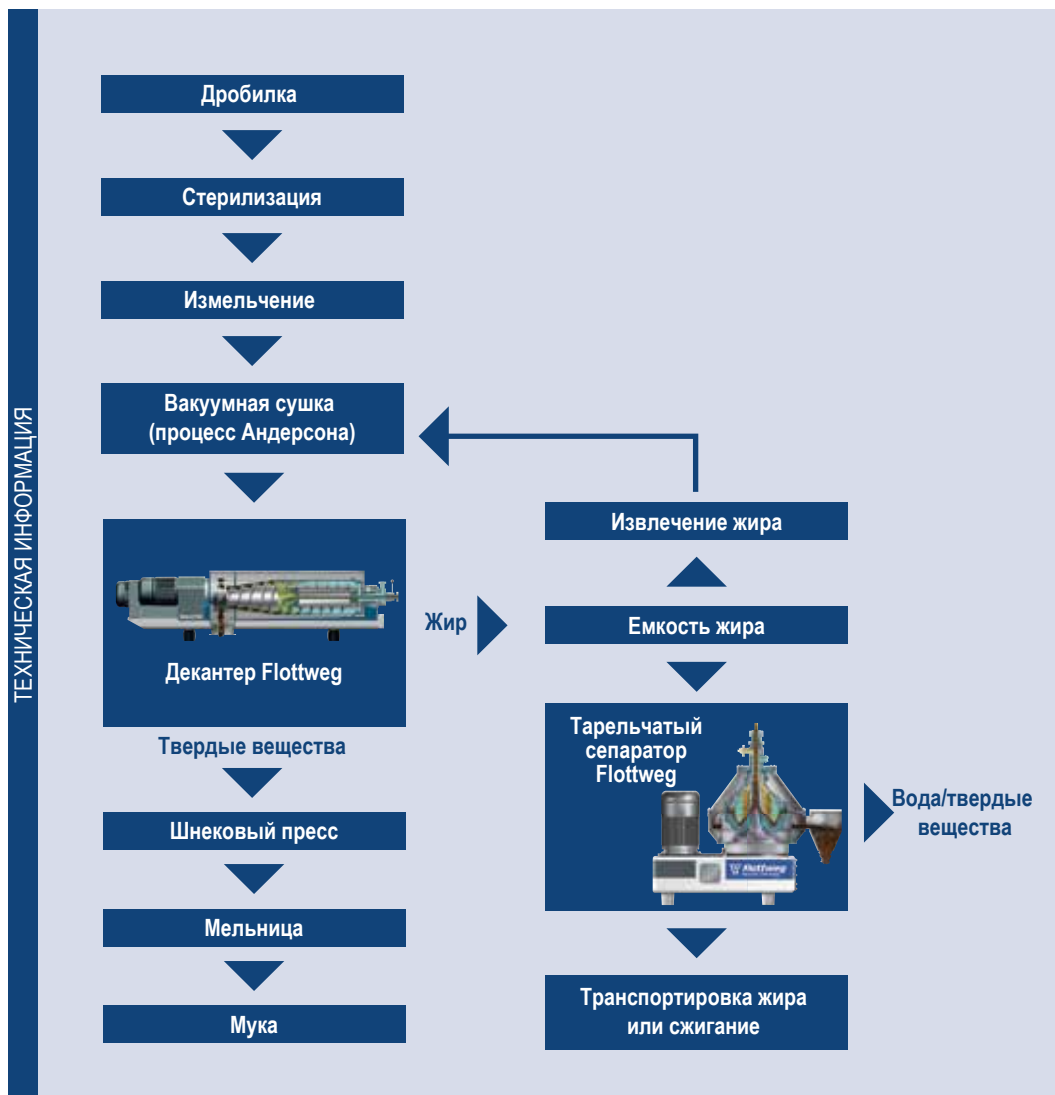 ТЕХНИЧЕСКАЯ ИНФОРМАЦИЯ
Дробилка
Стерилизация
Измельчение
Вакуумная сушка
(процесс Андерсона)
Декантер Flottweg
Твердые вещества
Шнековый пресс
Мельница
Мука
Жир
Извлечение жира
Емкость жира
Тарельчатый
сепаратор
Flottweg
Flottweg
Вода/твердые
вещества
Транспортировка жира
или сжигание